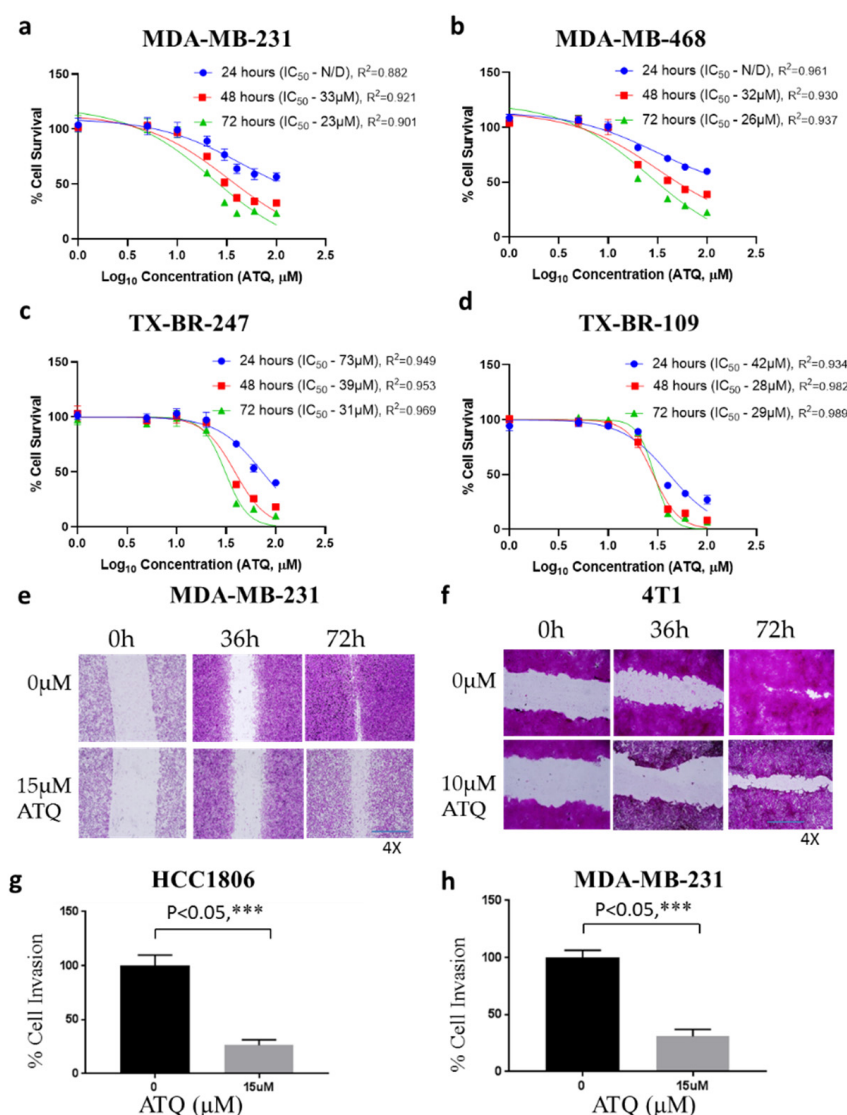 a
MDA-MB-231
24 hours (IC50 - N/D), R2=0.882
48 hours (IC50 - 33µM), R2=0.921
72 hours (IC50 - 23µM), R2=0.901
150
100
50
0
% Cell Survival
0.0 0.5 1.0 1.5 2.0 2.5
Log10 Concentration (ATQ, µM)
b
MDA-MB-468
24 hours (IC50 - N/D), R2=0.961
48 hours (IC50 - 32µM), R2=0.930
72 hours (IC50 - 26µM), R2=0.937
150
100
50
0
% Cell Survival
0.0 0.5 1.0 1.5 2.0 2.5
Log10 Concentration (ATQ, µM)
c
TX-BR-247
24 hours (IC50 - 73µM), R2=0.949
48 hours (IC50 - 39µM), R2=0.953
72 hours (IC50 - 31µM), R2=0.969
150
100
50
0
% Cell Survival
0.0 0.5 1.0 1.5 2.0 2.5
Log10 Concentration (ATQ, µM)
d
TX-BR-109
24 hours (IC50 - 42µM), R2=0.934
48 hours (IC50 - 28µM), R2=0.982
72 hours (IC50 - 29µM), R2=0.989
150
100
50
0
% Cell Survival
0.0 0.5 1.0 1.5 2.0 2.5
Log10 Concentration (ATQ, µM)
e
MDA-MB-231
0h 36h 72h
0µM
15µM
ATQ
4X
f
4T1
0h 36h 72h
0µM
10µM
ATQ
4X
g
HCC1806
P<0.05,***
150
100
50
0
% Cell Invasion
0 15uM
ATQ (µM)
h
MDA-MB-231
P<0.05,***
150
100
50
0
% Cell Invasion
0 15uM
ATQ (µM)